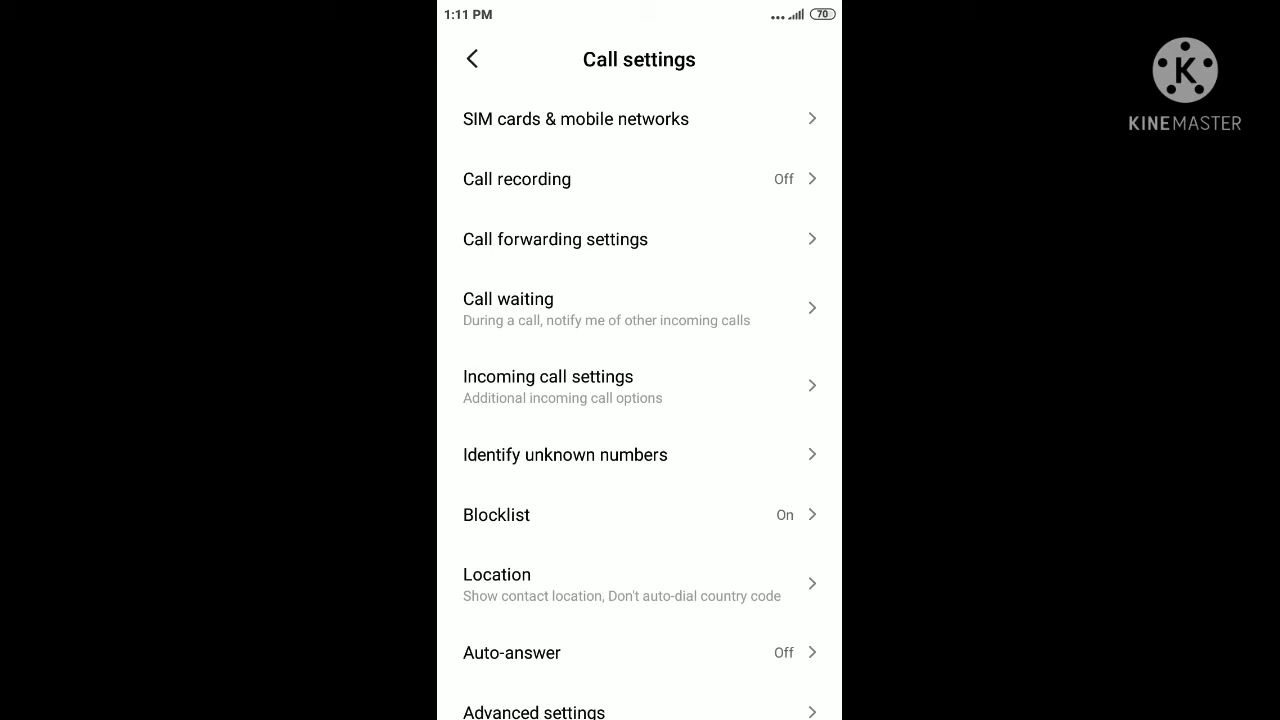 1:11 PM
70
Call settings
K
KINEMASTER
SIM cards & mobile networks
Call recording Off
Call forwarding settings
Call waiting
During a call, notify me of other incoming calls
Incoming call settings
Additional incoming call options
Identify unknown numbers
Blocklist On
Location
Show contact location, Don't auto-dial country code
Auto-answer Off
Advanced settings